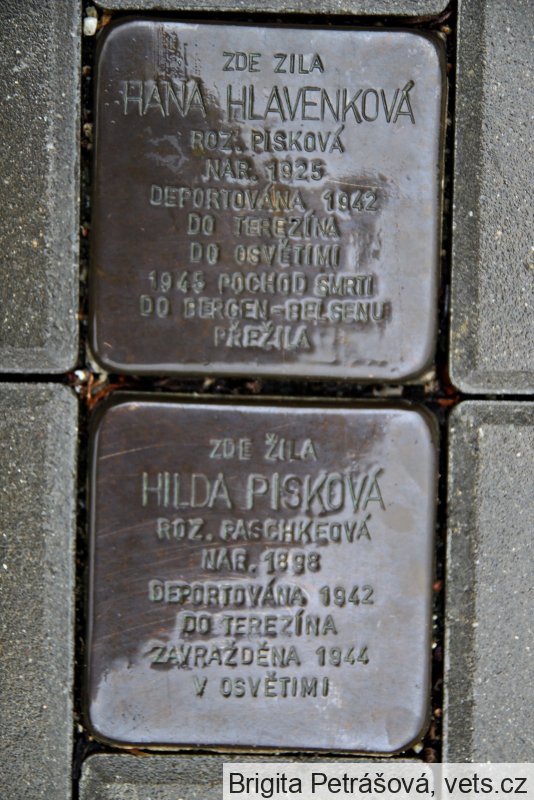 ZDE ŽILA
HANA HLAVENKOVÁ
ROZ. PISKOVÁ
NAR. 1925
DEPORTOVÁNA 1942
DO TEREZÍNA
DO OSVĚTIMI
1945 POCHOD SMRTI
DO BERGEN-BELSENU
PŘEŽILA
ZDE ŽILA
HILDA PISKOVÁ
ROZ. PASCHKEOVÁ
NAR. 1898
DEPORTOVÁNA 1942
DO TEREZÍNA
ZAVRAŽDĚNA 1944
V OSVĚTIMI
Brigita Petrášová, vets.cz